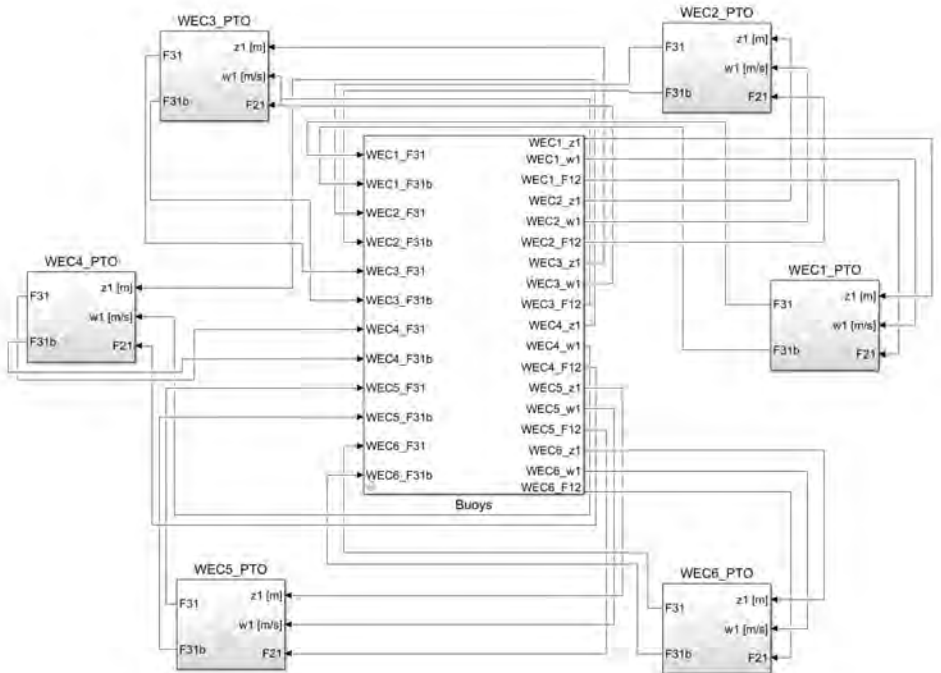 WEC3_PTO
F31
F31b
z1 [m]
w1 [m/s]
F21
WEC2_PTO
F31
F31b
z1 [m]
w1 [m/s]
F21
WEC1_F31
WEC1_F31b
WEC2_F31
WEC2_F31b
WEC3_F31
WEC3_F31b
WEC4_F31
WEC4_F31b
WEC5_F31
WEC5_F31b
WEC6_F31
WEC6_F31b
WEC1_z1
WEC1_w1
WEC1_F12
WEC2_z1
WEC2_w1
WEC2_F12
WEC3_z1
WEC3_w1
WEC3_F12
WEC4_z1
WEC4_w1
WEC4_F12
WEC5_z1
WEC5_w1
WEC5_F12
WEC6_z1
WEC6_w1
WEC6_F12
Buoys
WEC4_PTO
F31
F31b
z1 [m]
w1 [m/s]
F21
WEC1_PTO
F31
F31b
z1 [m]
w1 [m/s]
F21
WEC5_PTO
F31
F31b
z1 [m]
w1 [m/s]
F21
WEC6_PTO
F31
F31b
z1 [m]
w1 [m/s]
F21